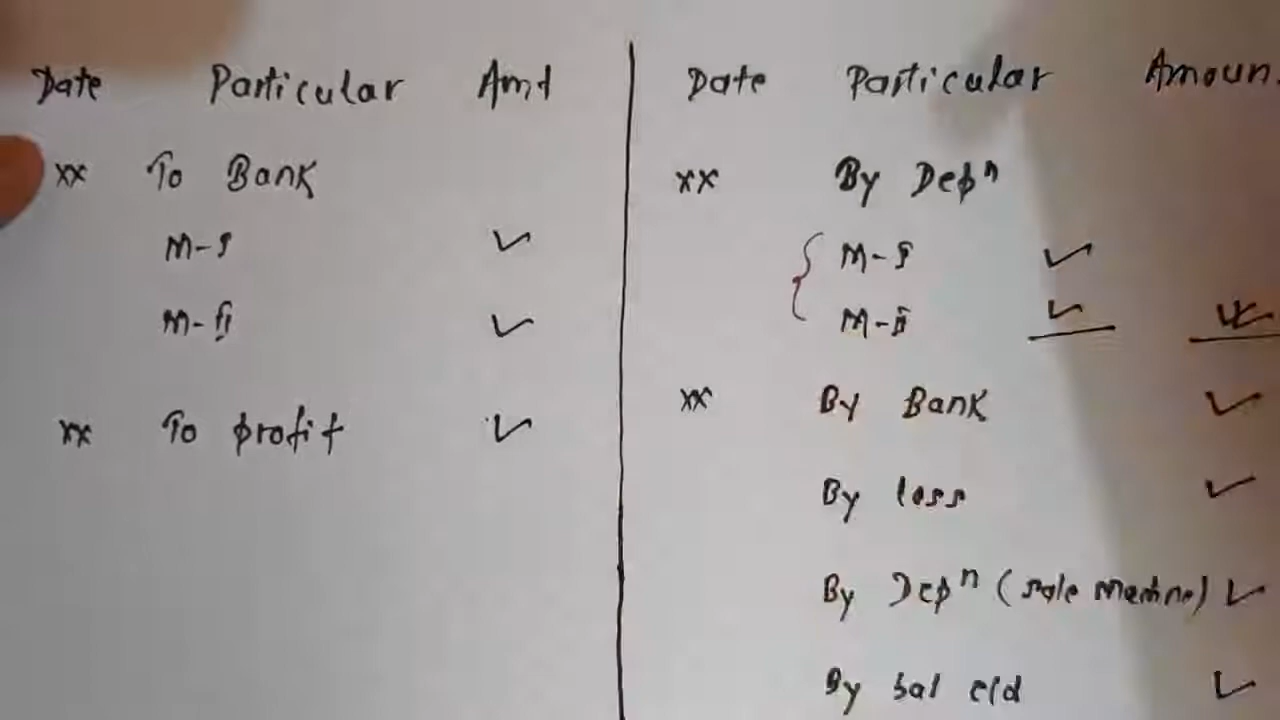 Date Particular Amt Date Particular Amoun
xx To Bank xx By Depⁿ
M-I M-I
M-II M-II
xx To profit xx By Bank
By loss
By Depⁿ (sale machine)
By bal c/d